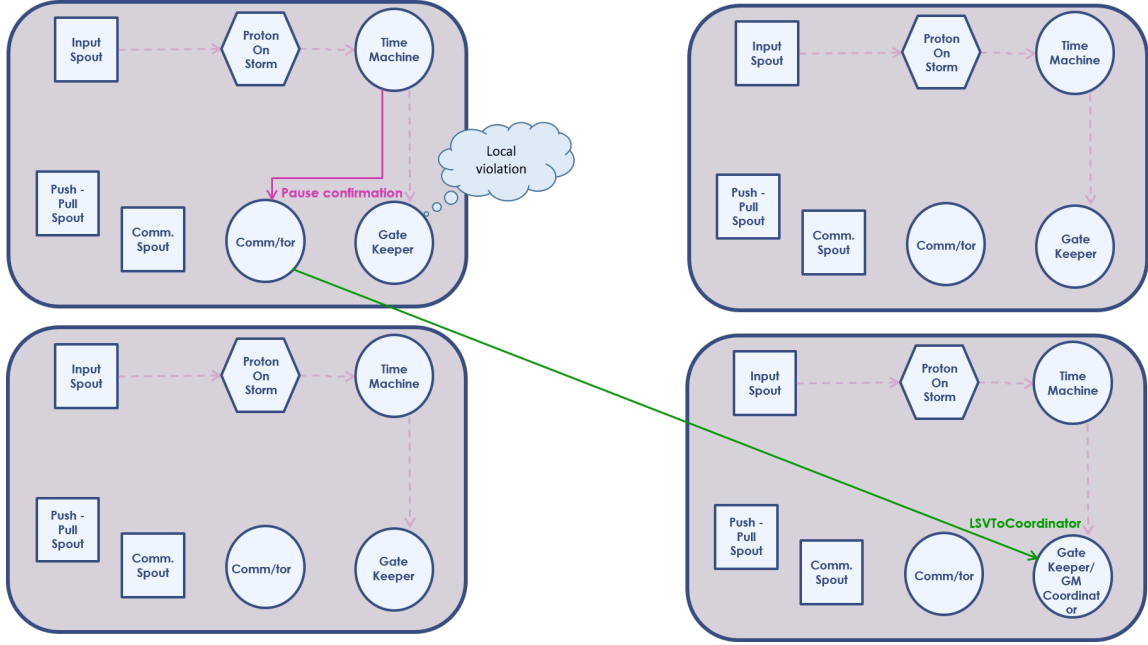 Input
Spout
Proton
On
Storm
Time
Machine
Local
violation
Pause confirmation
Push -
Pull
Spout
Comm.
Spout
Comm/tor
Gate
Keeper
Input
Spout
Proton
On
Storm
Time
Machine
Push -
Pull
Spout
Comm.
Spout
Comm/tor
Gate
Keeper
Input
Spout
Proton
On
Storm
Time
Machine
Push -
Pull
Spout
Comm.
Spout
Comm/tor
Gate
Keeper
Input
Spout
Proton
On
Storm
Time
Machine
LSVToCoordinator
Push -
Pull
Spout
Comm.
Spout
Comm/tor
Gate
Keeper/
GM
Coordinat
or